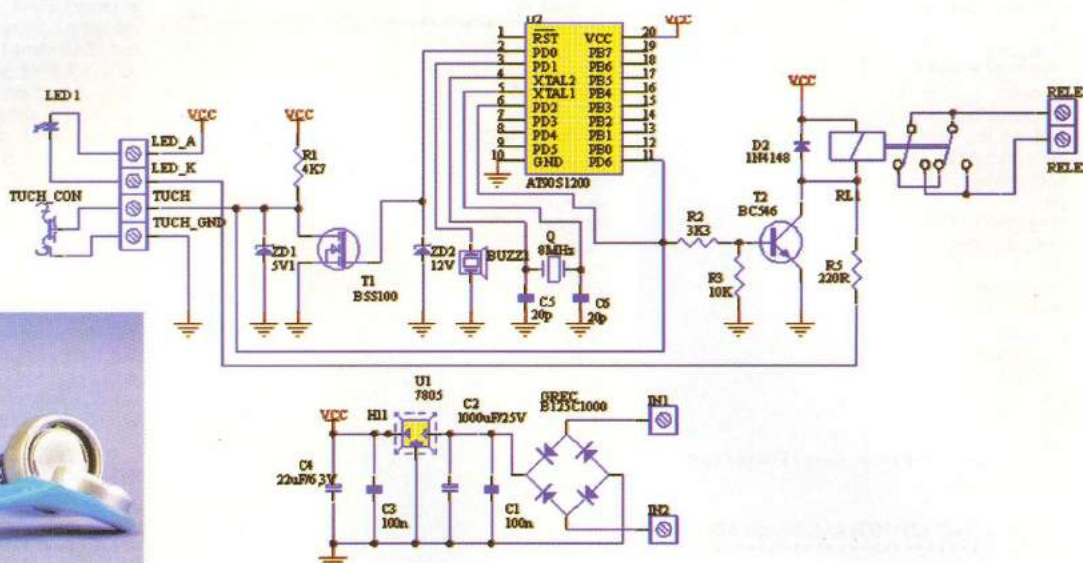 U2
1 RST VCC 20
2 PD0 PB7 19
3 PD1 PB6 18
4 XTAL2 PB5 17
5 XTAL1 PB4 16
6 PD2 PB3 15
7 PD3 PB2 14
8 PD4 PB1 13
9 PD5 PB0 12
10 GND PD6 11
AT90S1200
VCC
LED1
LED_A
LED_K
TUCH
TUCH_GND
TUCH_CON
VCC
VCC
R1
4K7
ZD1
5V1
T1
BSS100
ZD2
12V
BUZZ1
Q
8MHz
C5
20p
C6
20p
R2
3K3
R3
10K
T2
BC546
VCC
D2
1N4148
RL1
R5
220R
RELE
RELE
U1
7805
VCC
H11
C2
1000uF/25V
C4
22uF/6,3V
C3
100n
C1
100n
GREC
B125C1000
IN1
IN2